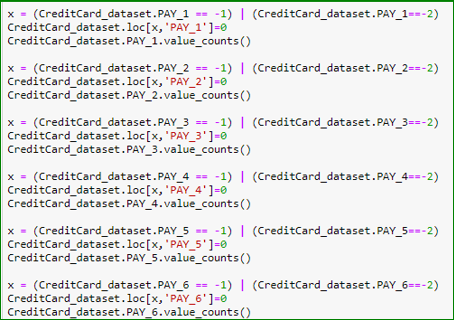 x = (CreditCard_dataset.PAY_1 == -1) | (CreditCard_dataset.PAY_1==-2)
CreditCard_dataset.loc[x,'PAY_1']=0
CreditCard_dataset.PAY_1.value_counts()

x = (CreditCard_dataset.PAY_2 == -1) | (CreditCard_dataset.PAY_2==-2)
CreditCard_dataset.loc[x,'PAY_2']=0
CreditCard_dataset.PAY_2.value_counts()

x = (CreditCard_dataset.PAY_3 == -1) | (CreditCard_dataset.PAY_3==-2)
CreditCard_dataset.loc[x,'PAY_3']=0
CreditCard_dataset.PAY_3.value_counts()

x = (CreditCard_dataset.PAY_4 == -1) | (CreditCard_dataset.PAY_4==-2)
CreditCard_dataset.loc[x,'PAY_4']=0
CreditCard_dataset.PAY_4.value_counts()

x = (CreditCard_dataset.PAY_5 == -1) | (CreditCard_dataset.PAY_5==-2)
CreditCard_dataset.loc[x,'PAY_5']=0
CreditCard_dataset.PAY_5.value_counts()

x = (CreditCard_dataset.PAY_6 == -1) | (CreditCard_dataset.PAY_6==-2)
CreditCard_dataset.loc[x,'PAY_6']=0
CreditCard_dataset.PAY_6.value_counts()